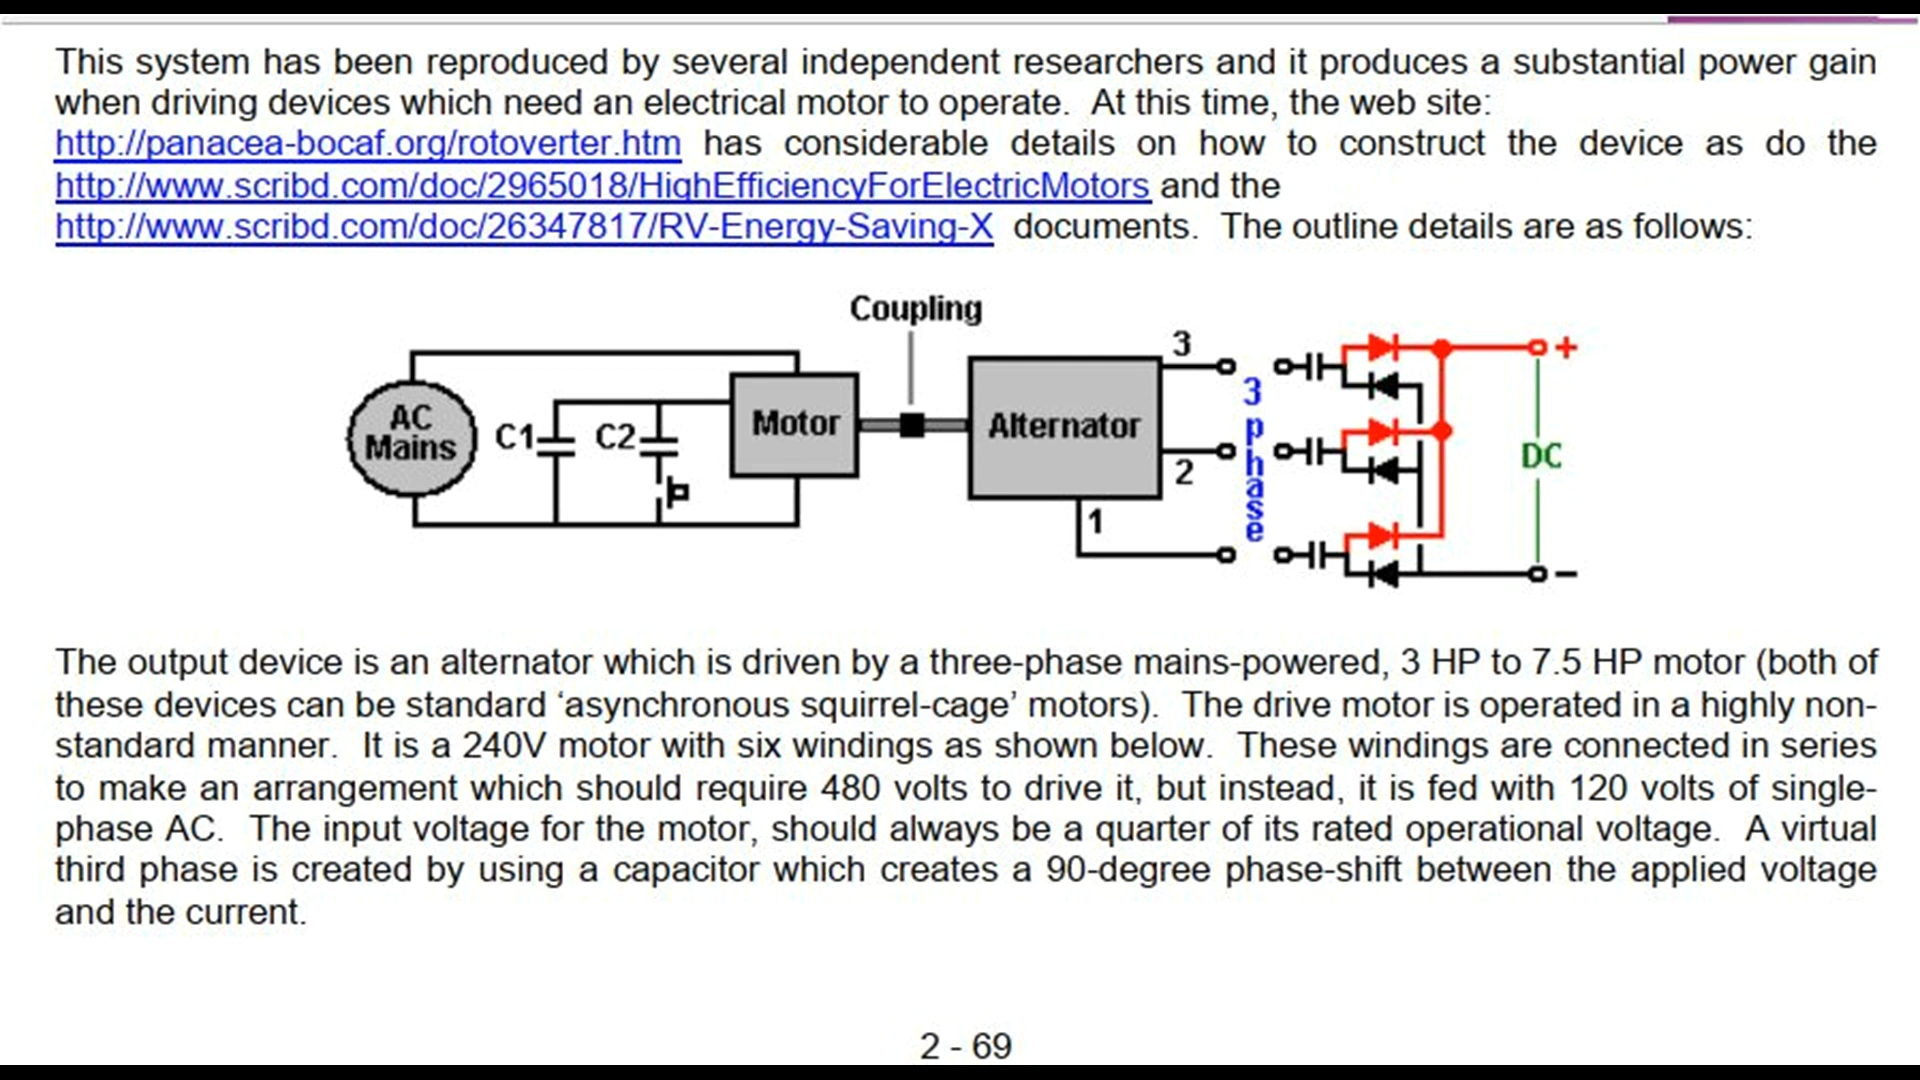 This system has been reproduced by several independent researchers and it produces a substantial power gain
when driving devices which need an electrical motor to operate. At this time, the web site:
http://panacea-bocaf.org/rotoverter.htm has considerable details on how to construct the device as do the
http://www.scribd.com/doc/2965018/HighEfficiencyForElectricMotors and the
http://www.scribd.com/doc/26347817/RV-Energy-Saving-X documents. The outline details are as follows:
Coupling
AC
Mains
C1
C2
Motor
Alternator
3
2
1
3 phase
+
DC
–
The output device is an alternator which is driven by a three-phase mains-powered, 3 HP to 7.5 HP motor (both of
these devices can be standard ‘asynchronous squirrel-cage’ motors). The drive motor is operated in a highly non-
standard manner. It is a 240V motor with six windings as shown below. These windings are connected in series
to make an arrangement which should require 480 volts to drive it, but instead, it is fed with 120 volts of single-
phase AC. The input voltage for the motor, should always be a quarter of its rated operational voltage. A virtual
third phase is created by using a capacitor which creates a 90-degree phase-shift between the applied voltage
and the current.
2 - 69